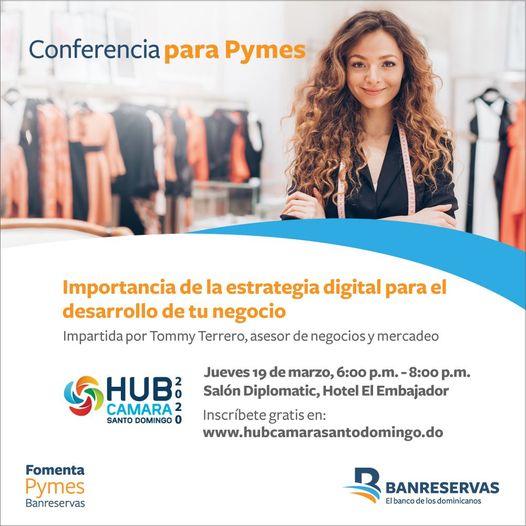 Conferencia para Pymes
Importancia de la estrategia digital para el
desarrollo de tu negocio
Impartida por Tommy Terrero, asesor de negocios y mercadeo
HUB
CAMARA
SANTO DOMINGO
2020
Jueves 19 de marzo, 6:00 p.m. - 8:00 p.m.
Salón Diplomatic, Hotel El Embajador
Inscríbete gratis en:
www.hubcamarasantodomingo.do
Fomenta
Pymes
Banreservas
BANRESERVAS
El banco de los dominicanos